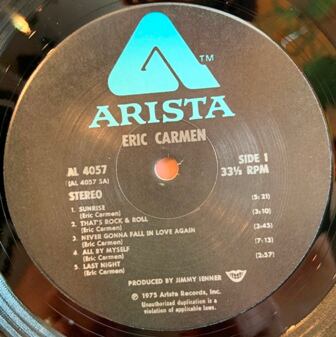 TM
ARISTA
ERIC CARMEN
AL 4057
(AL 4057 SA)
STEREO
SIDE 1
33⅓ RPM
1. SUNRISE (5:21)
(Eric Carmen)
2. THAT'S ROCK & ROLL (3:10)
(Eric Carmen)
3. NEVER GONNA FALL IN LOVE AGAIN (3:45)
(Eric Carmen)
4. ALL BY MYSELF (7:13)
(Eric Carmen)
5. LAST NIGHT (2:57)
(Eric Carmen)
PRODUCED BY JIMMY IENNER
℗ 1975 Arista Records, Inc.
Unauthorized duplication is a violation
of applicable laws.